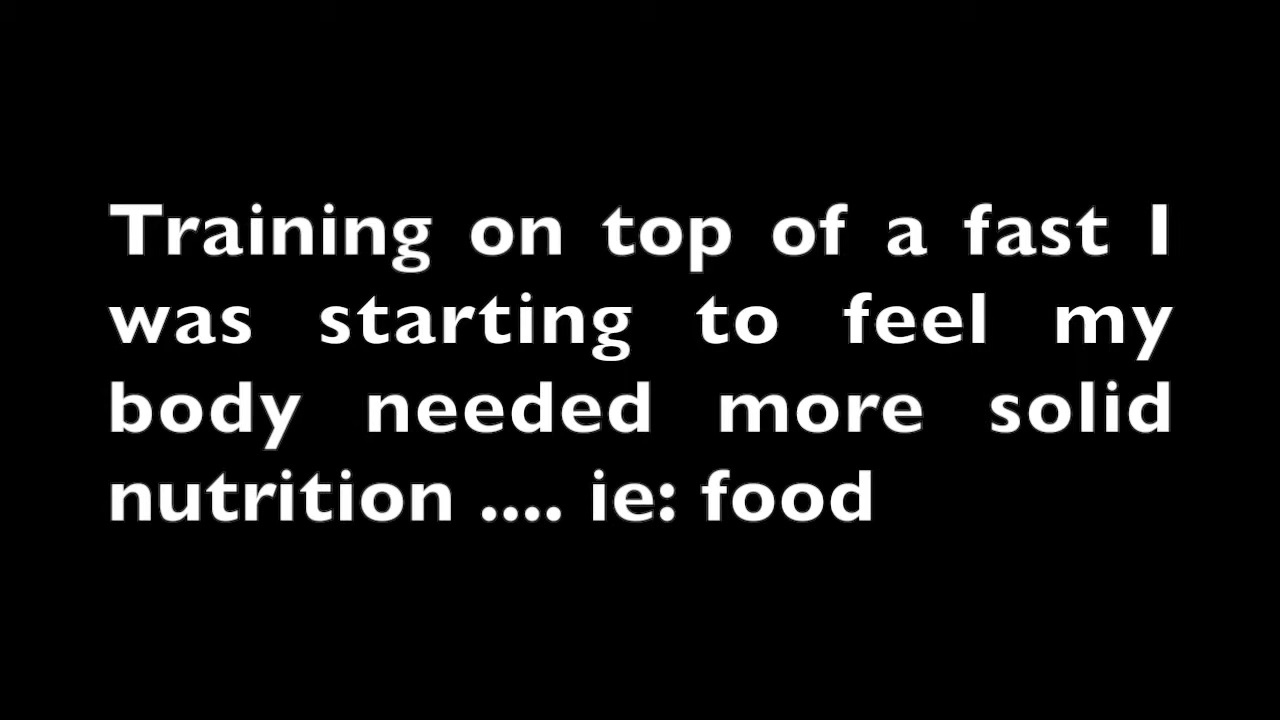 Training on top of a fast I
was starting to feel my
body needed more solid
nutrition .... ie: food